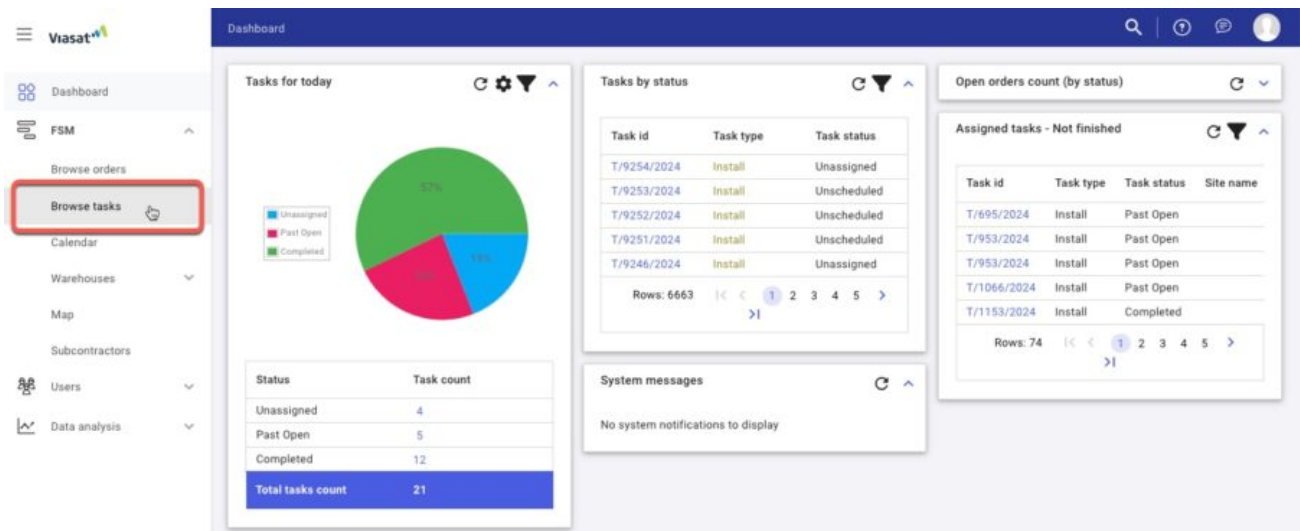 Viasat
Dashboard
Dashboard
FSM
Browse orders
Browse tasks
Calendar
Warehouses
Map
Subcontractors
Users
Data analysis
Tasks for today
57%
19%
Unassigned
Past Open
Completed
Status Task count
Unassigned 4
Past Open 5
Completed 12
Total tasks count 21
Tasks by status
Task id Task type Task status
T/9254/2024 Install Unassigned
T/9253/2024 Install Unscheduled
T/9252/2024 Install Unscheduled
T/9251/2024 Install Unscheduled
T/9246/2024 Install Unassigned
Rows: 6663 1 2 3 4 5
System messages
No system notifications to display
Open orders count (by status)
Assigned tasks - Not finished
Task id Task type Task status Site name
T/695/2024 Install Past Open
T/953/2024 Install Past Open
T/953/2024 Install Past Open
T/1066/2024 Install Past Open
T/1153/2024 Install Completed
Rows: 74 1 2 3 4 5